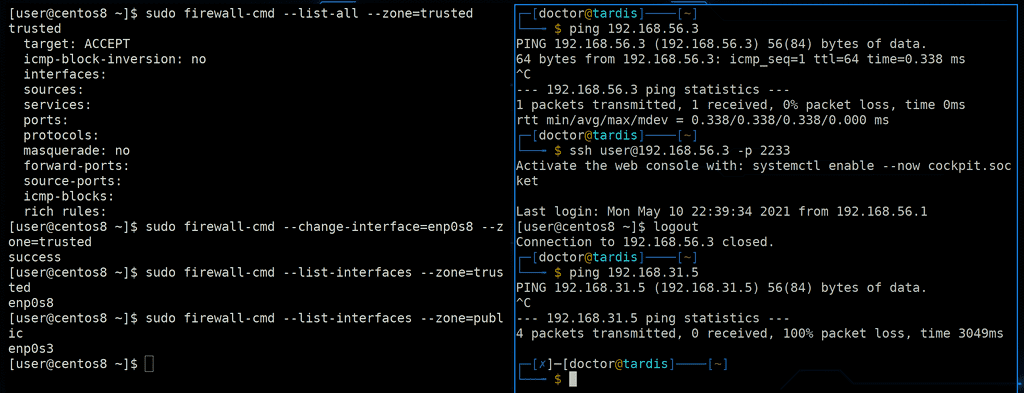 [user@centos8 ~]$ sudo firewall-cmd --list-all --zone=trusted
trusted
  target: ACCEPT
  icmp-block-inversion: no
  interfaces:
  sources:
  services:
  ports:
  protocols:
  masquerade: no
  forward-ports:
  source-ports:
  icmp-blocks:
  rich rules:
[user@centos8 ~]$ sudo firewall-cmd --change-interface=enp0s8 --z
one=trusted
success
[user@centos8 ~]$ sudo firewall-cmd --list-interfaces --zone=trus
ted
enp0s8
[user@centos8 ~]$ sudo firewall-cmd --list-interfaces --zone=publ
ic
enp0s3
[user@centos8 ~]$
┌─[doctor@tardis]────[~]
└──╼ $ ping 192.168.56.3
PING 192.168.56.3 (192.168.56.3) 56(84) bytes of data.
64 bytes from 192.168.56.3: icmp_seq=1 ttl=64 time=0.338 ms
^C
--- 192.168.56.3 ping statistics ---
1 packets transmitted, 1 received, 0% packet loss, time 0ms
rtt min/avg/max/mdev = 0.338/0.338/0.338/0.000 ms
┌─[doctor@tardis]────[~]
└──╼ $ ssh user@192.168.56.3 -p 2233
Activate the web console with: systemctl enable --now cockpit.soc
ket

Last login: Mon May 10 22:39:34 2021 from 192.168.56.1
[user@centos8 ~]$ logout
Connection to 192.168.56.3 closed.
┌─[doctor@tardis]────[~]
└──╼ $ ping 192.168.31.5
PING 192.168.31.5 (192.168.31.5) 56(84) bytes of data.
^C
--- 192.168.31.5 ping statistics ---
4 packets transmitted, 0 received, 100% packet loss, time 3049ms

┌─[✗]─[doctor@tardis]────[~]
└──╼ $